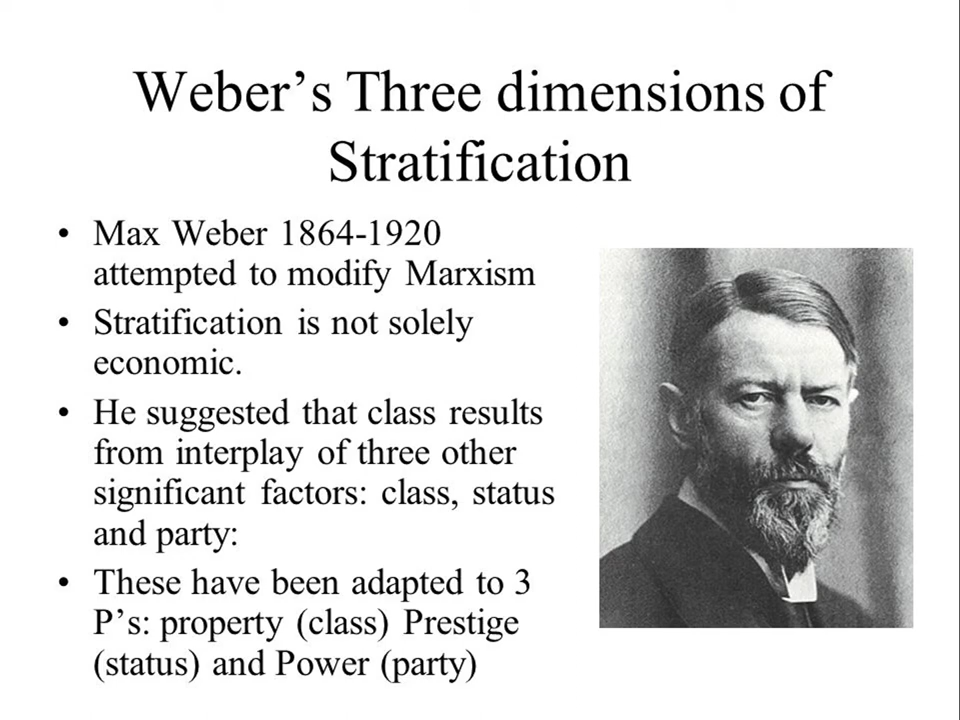 Weber’s Three dimensions of
Stratification
• Max Weber 1864-1920
attempted to modify Marxism
• Stratification is not solely
economic.
• He suggested that class results
from interplay of three other
significant factors: class, status
and party:
• These have been adapted to 3
P’s: property (class) Prestige
(status) and Power (party)